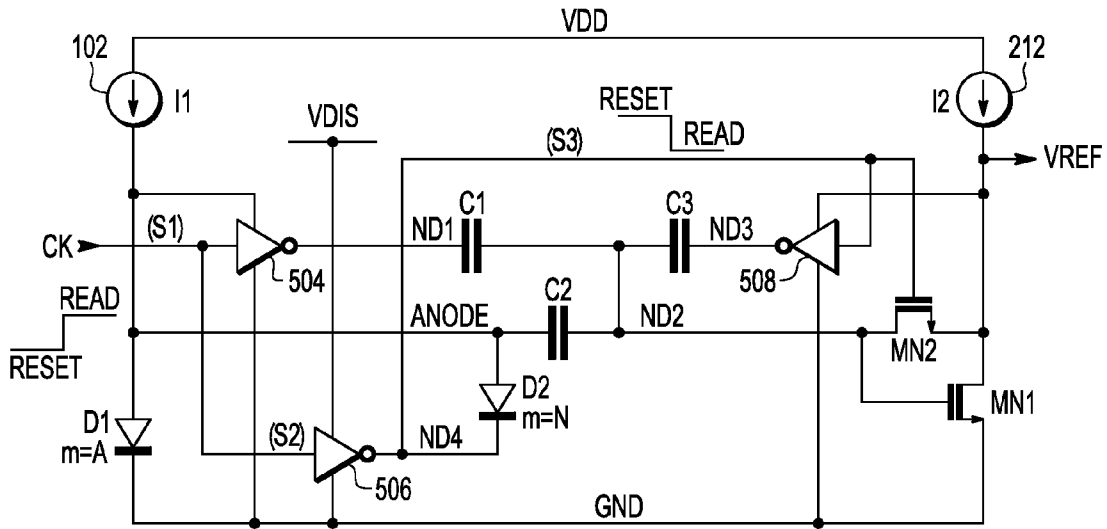 VDD
102
212
I1
I2
VDIS
RESET
READ
(S3)
VREF
CK
(S1)
ND1
C1
C3
ND3
504
508
READ
RESET
ANODE
C2
ND2
MN2
D1
m=A
D2
m=N
MN1
(S2)
ND4
506
GND